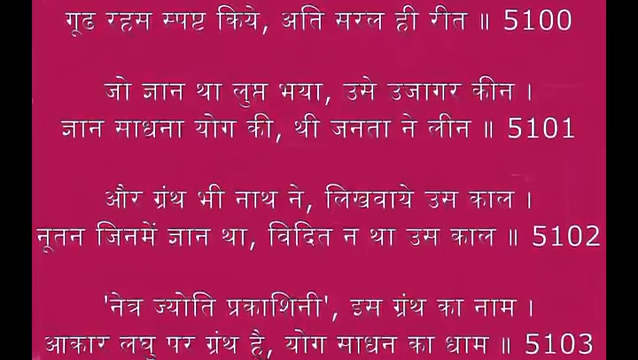 गूढ रहस स्पष्ट किये, अति सरल ही रीत ॥ 5100
जो ज्ञान था लुप्त भया, उसे उजागर कीन ।
ज्ञान साधना योग की, थी जनता ने लीन ॥ 5101
और ग्रंथ भी नाथ ने, लिखवाये उस काल ।
नूतन जिनमें ज्ञान था, विदित न था उस काल ॥ 5102
'नेत्र ज्योति प्रकाशिनी', इस ग्रंथ का नाम ।
आकार लघु पर ग्रंथ है, योग साधन का धाम ॥ 5103